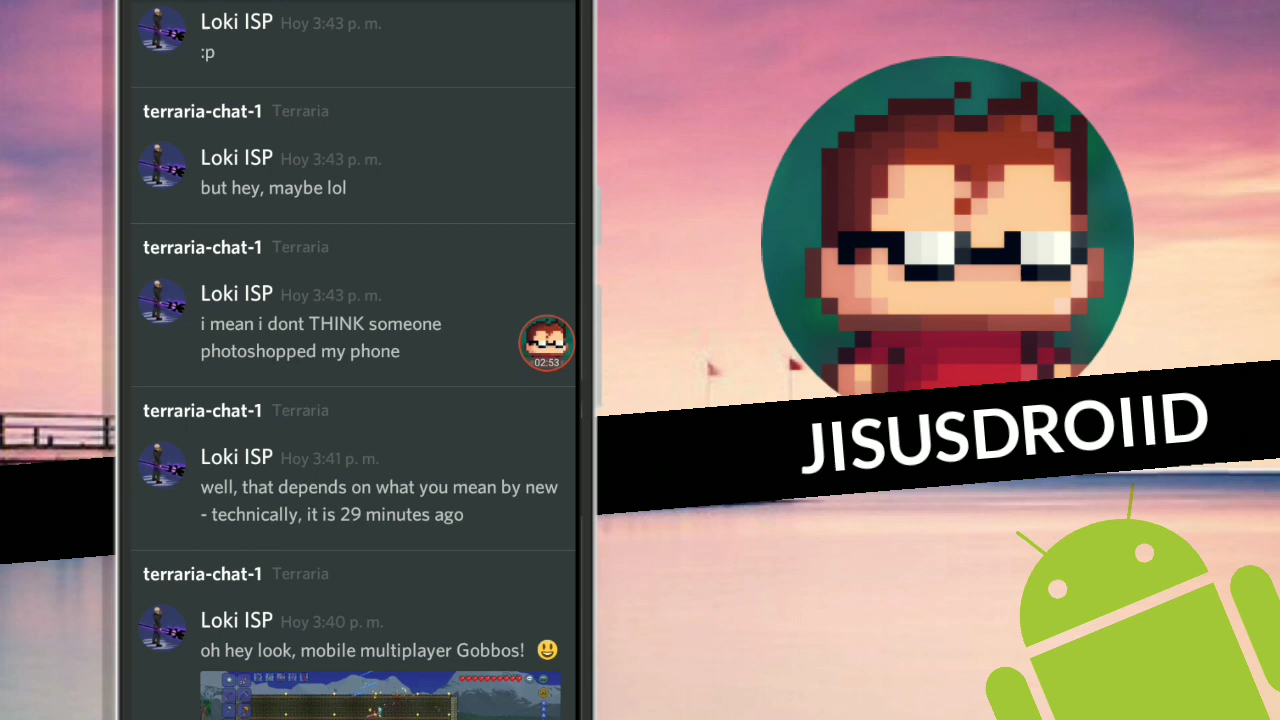 Loki ISP Hoy 3:43 p. m.
:p
terraria-chat-1 Terraria
Loki ISP Hoy 3:43 p. m.
but hey, maybe lol
terraria-chat-1 Terraria
Loki ISP Hoy 3:43 p. m.
i mean i dont THINK someone
photoshopped my phone
02:53
terraria-chat-1 Terraria
Loki ISP Hoy 3:41 p. m.
well, that depends on what you mean by new
- technically, it is 29 minutes ago
terraria-chat-1 Terraria
Loki ISP Hoy 3:40 p. m.
oh hey look, mobile multiplayer Gobbos! 😃
JISUSDROIID